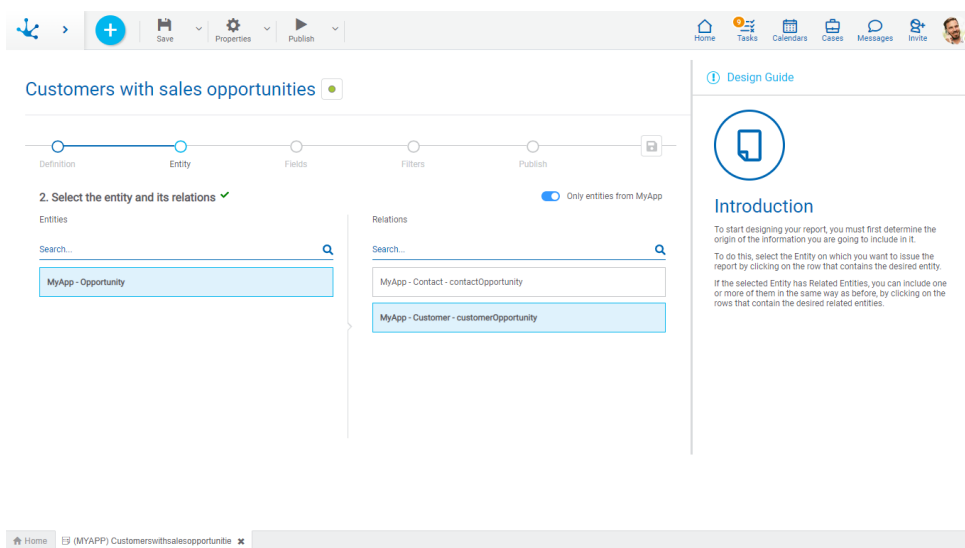 Save
Properties
Publish
Home
9
Tasks
Calendars
Cases
Messages
Invite
Customers with sales opportunities
Definition
Entity
Fields
Filters
Publish
2. Select the entity and its relations
Only entities from MyApp
Entities
Relations
Search...
Search...
MyApp - Opportunity
MyApp - Contact - contactOpportunity
MyApp - Customer - customerOpportunity
Design Guide
Introduction
To start designing your report, you must first determine the
origin of the information you are going to include in it.
To do this, select the Entity on which you want to issue the
report by clicking on the row that contains the desired entity.
If the selected Entity has Related Entities, you can include one
or more of them in the same way as before, by clicking on the
rows that contain the desired related entities.
Home
(MYAPP) Customerswithsalesopportunitie